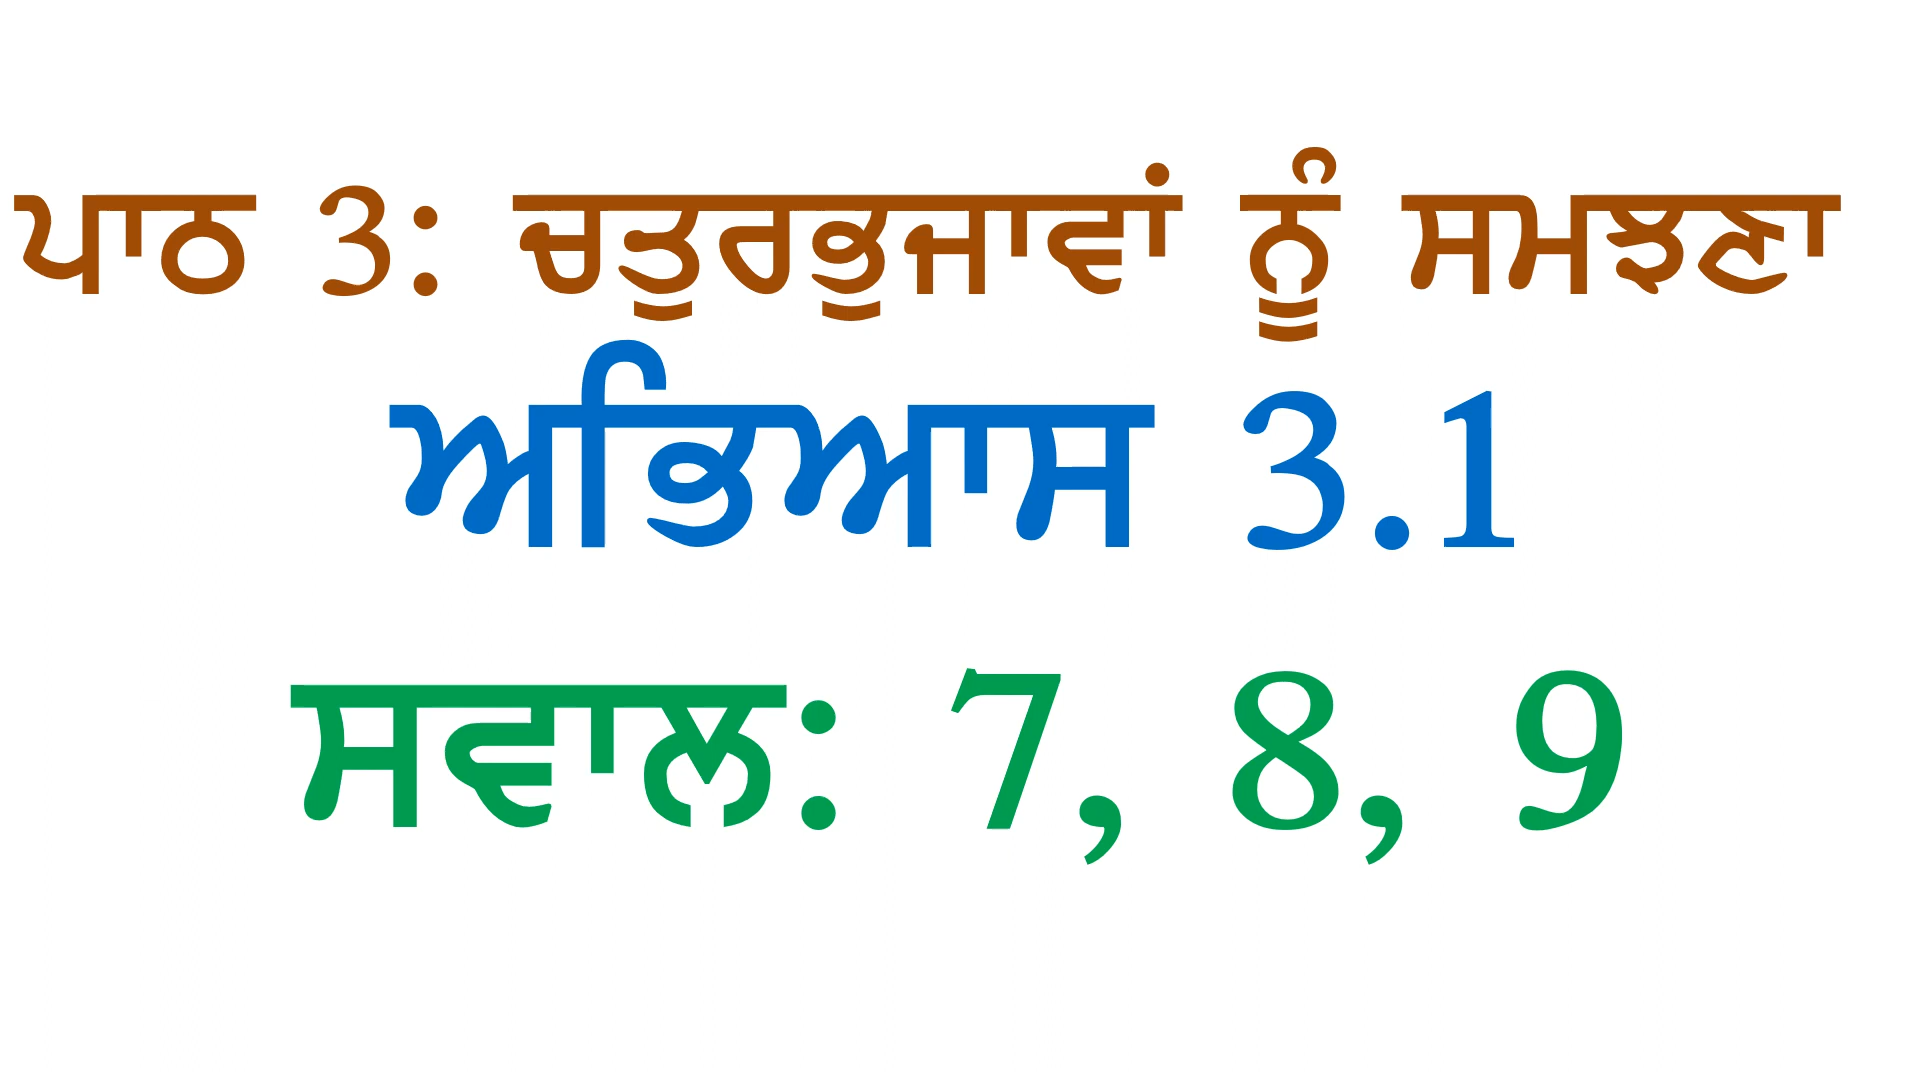 ਪਾਠ 3: ਚਤੁਰਭੁਜਾਵਾਂ ਨੂੰ ਸਮਝਣਾ
ਅਭਿਆਸ 3.1
ਸਵਾਲ: 7, 8, 9